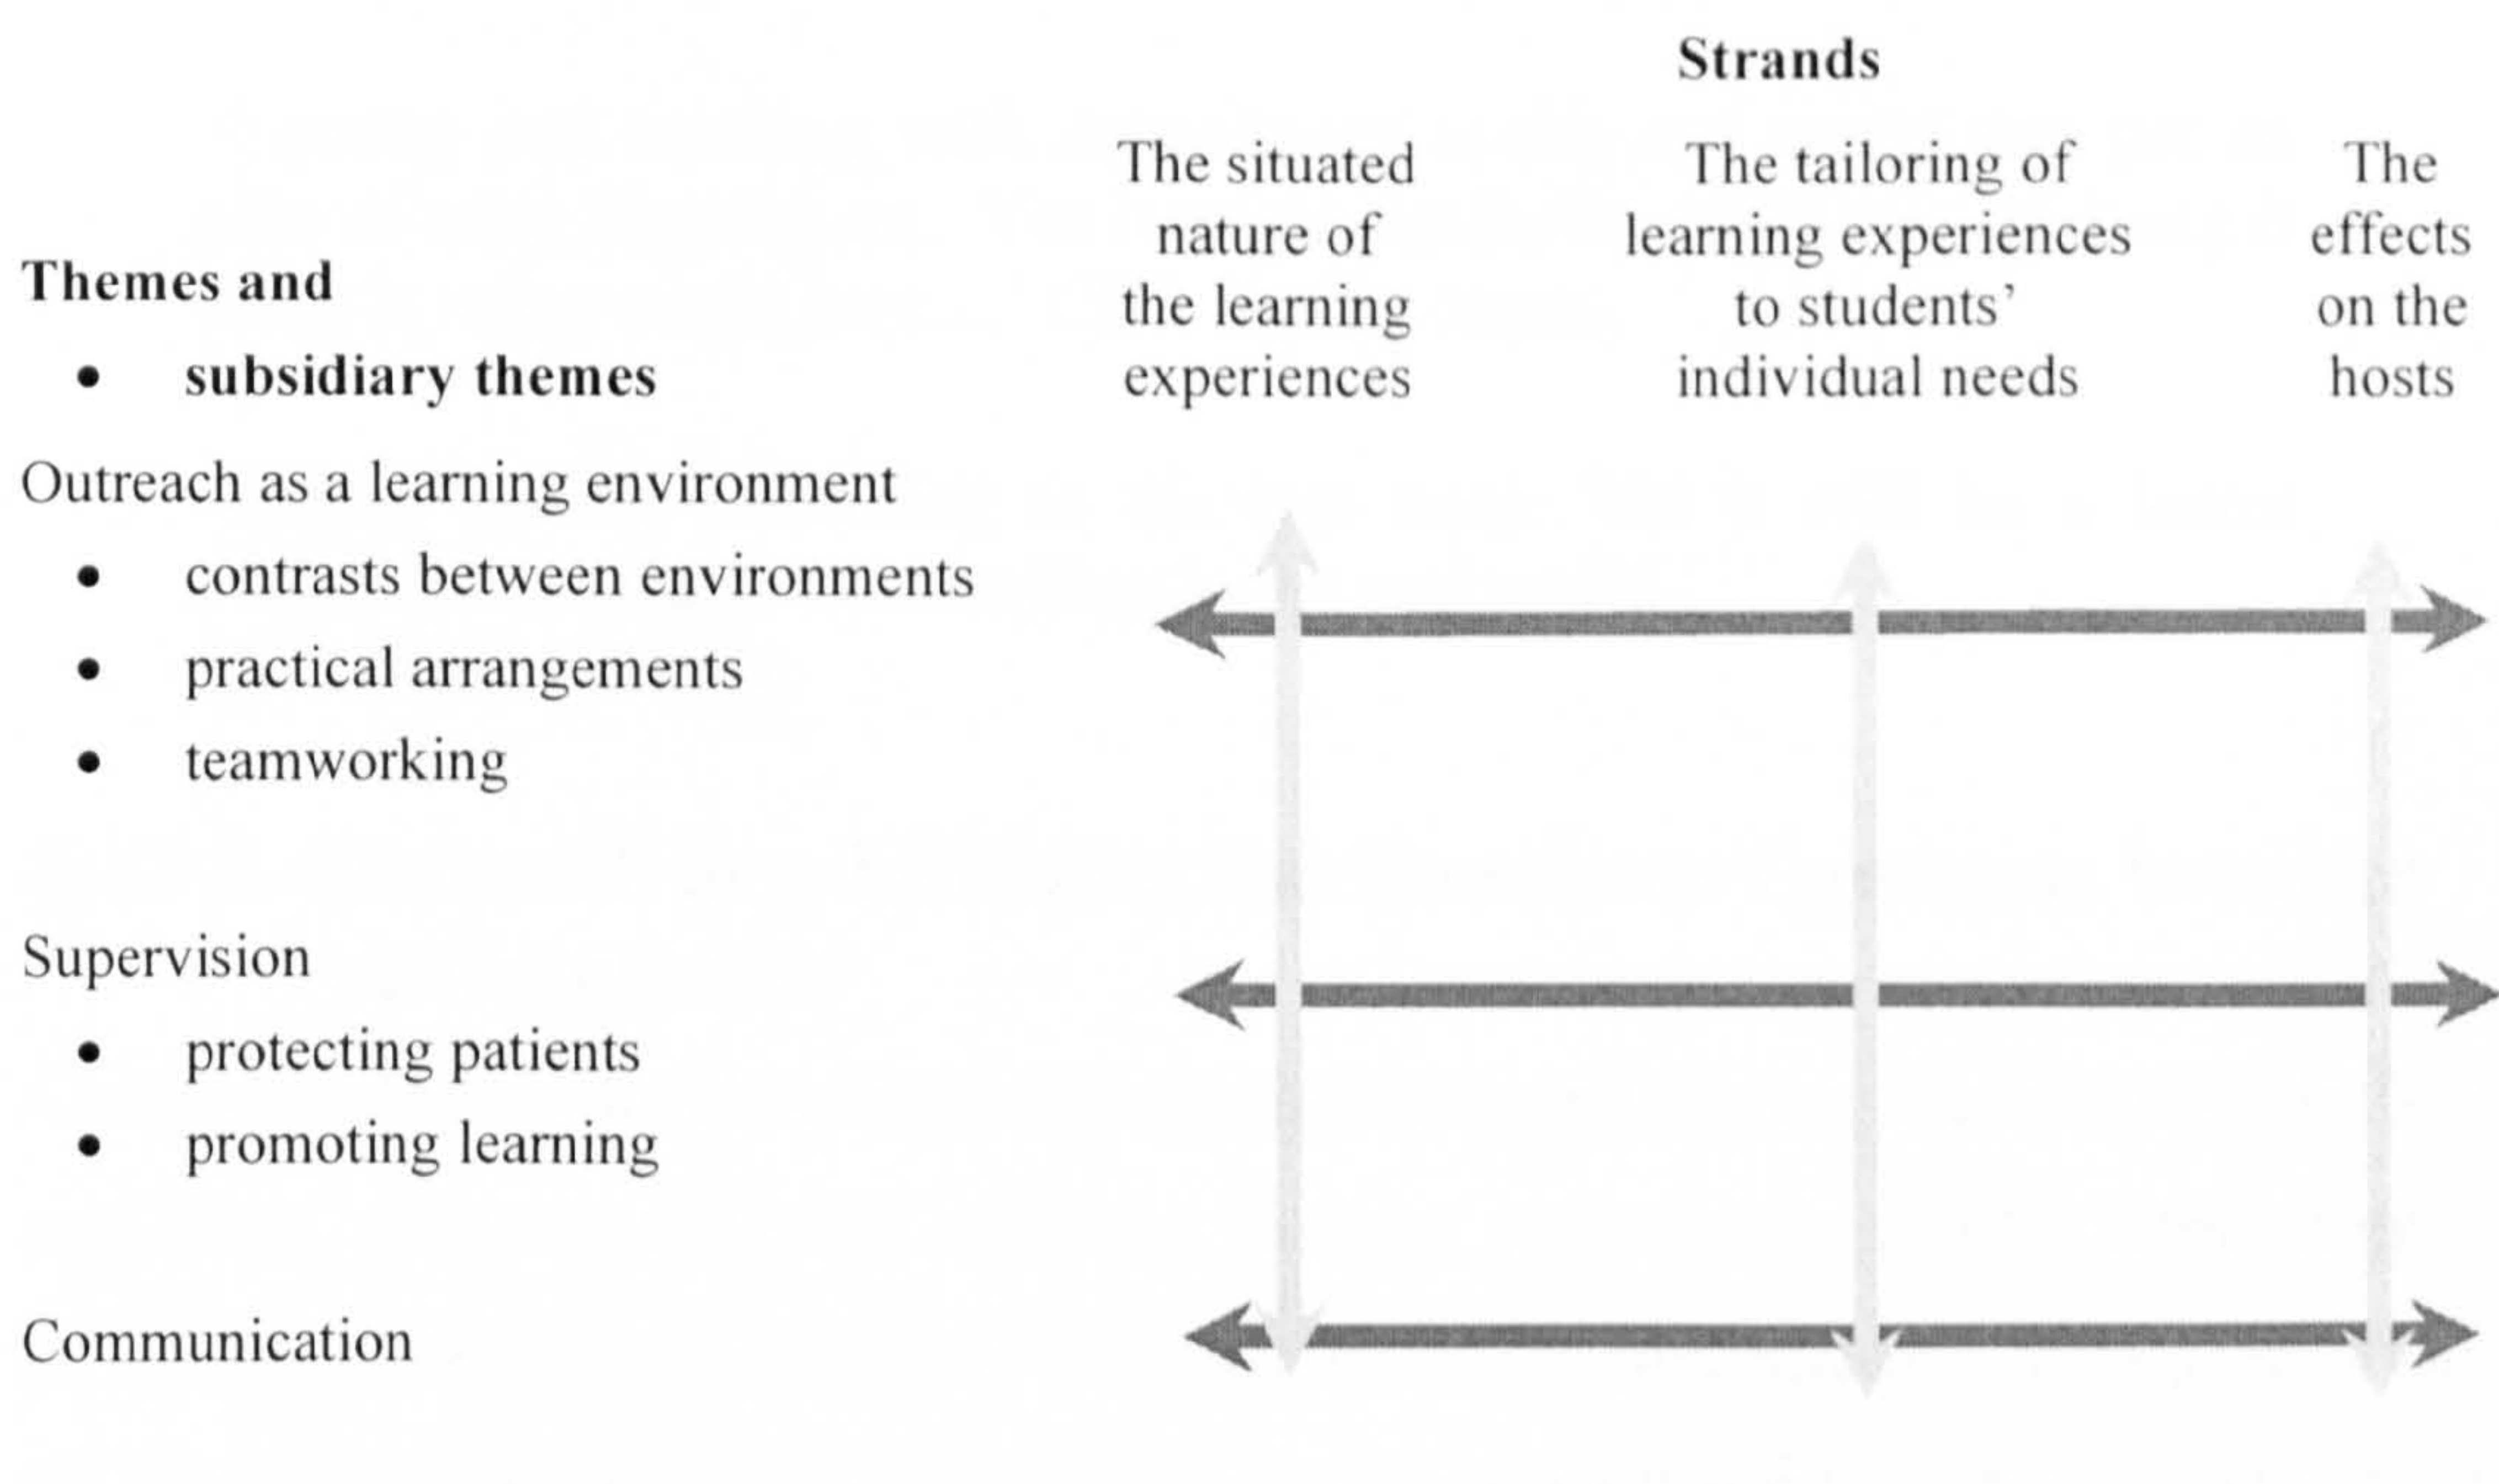 Strands
The situated
nature of
the learning
experiences
The tailoring of
learning experiences
to students’
individual needs
The
effects
on the
hosts
Themes and
• subsidiary themes
Outreach as a learning environment
• contrasts between environments
• practical arrangements
• teamworking
Supervision
• protecting patients
• promoting learning
Communication